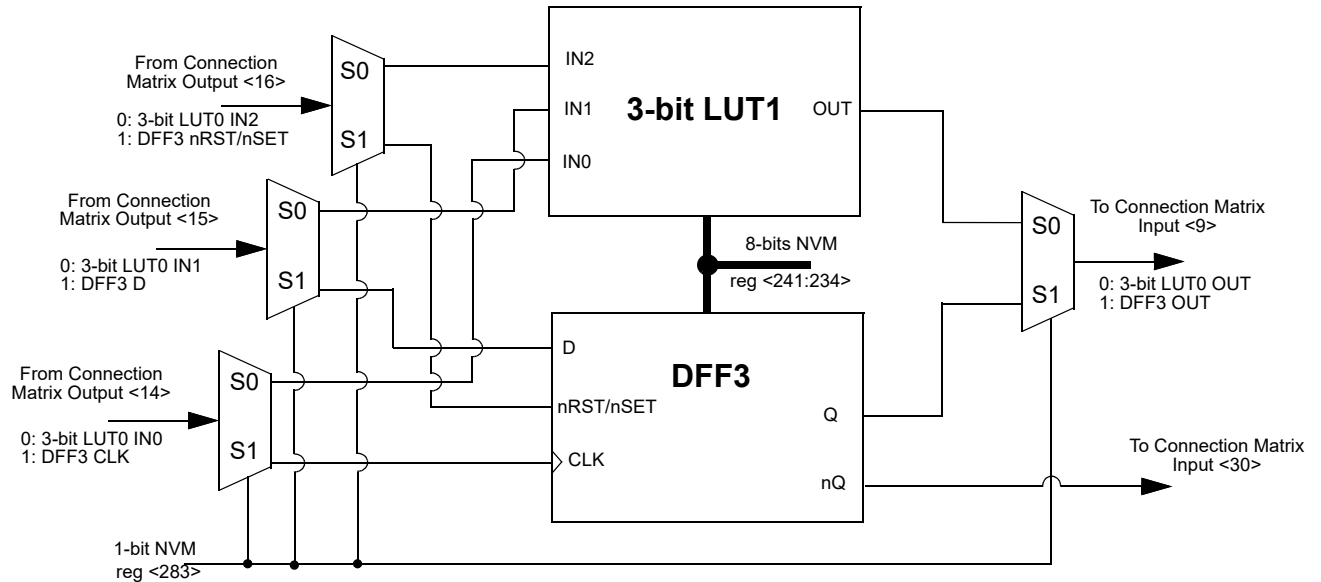 From Connection
Matrix Output <16>
0: 3-bit LUT0 IN2
1: DFF3 nRST/nSET
S0
S1
From Connection
Matrix Output <15>
0: 3-bit LUT0 IN1
1: DFF3 D
S0
S1
From Connection
Matrix Output <14>
0: 3-bit LUT0 IN0
1: DFF3 CLK
S0
S1
1-bit NVM
reg <283>
IN2
IN1
IN0
3-bit LUT1
OUT
8-bits NVM
reg <241:234>
D
nRST/nSET
CLK
DFF3
Q
nQ
S0
S1
To Connection Matrix
Input <9>
0: 3-bit LUT0 OUT
1: DFF3 OUT
To Connection Matrix
Input <30>